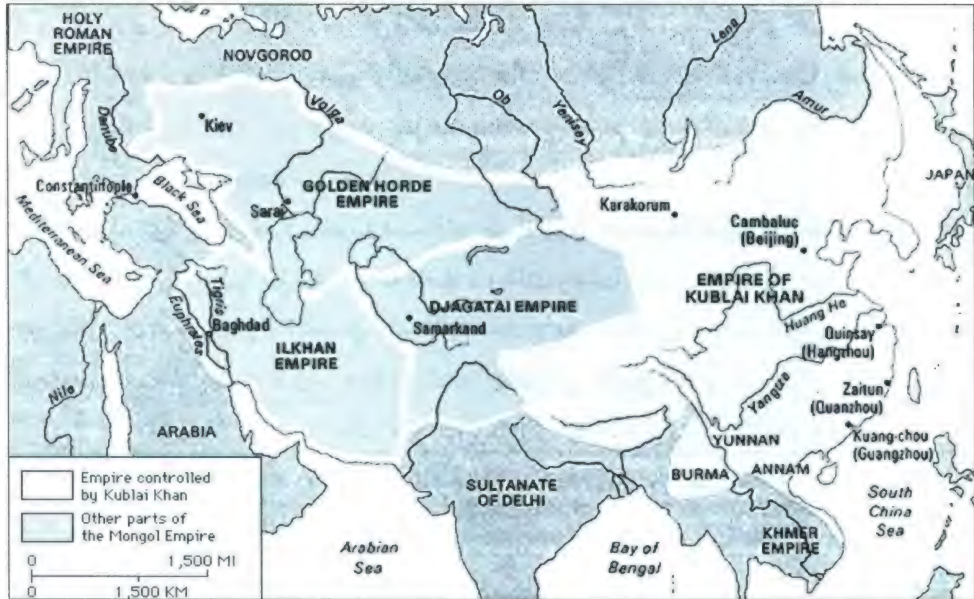 HOLY
ROMAN
EMPIRE
NOVGOROD
Volga
Ob
Yenisey
Lena
Amur
Kiev
Danube
Constantinople
Black Sea
Mediterranean Sea
Sarai
GOLDEN HORDE
EMPIRE
Karakorum
Cambaluc
(Beijing)
JAPAN
EMPIRE OF
KUBLAI KHAN
Huang He
DJAGATAI EMPIRE
Samarkand
Tigris
Euphrates
Baghdad
ILKHAN
EMPIRE
Quinsay
(Hangzhou)
Yangtze
Zaitun
(Quanzhou)
Nile
ARABIA
YUNNAN
Kuang-chou
(Guangzhou)
BURMA
ANNAM
SULTANATE
OF DELHI
South
China
Sea
KHMER
EMPIRE
Arabian
Sea
Bay of
Bengal
Empire controlled
by Kublai Khan
Other parts of
the Mongol Empire
0 1,500 MI
0 1,500 KM